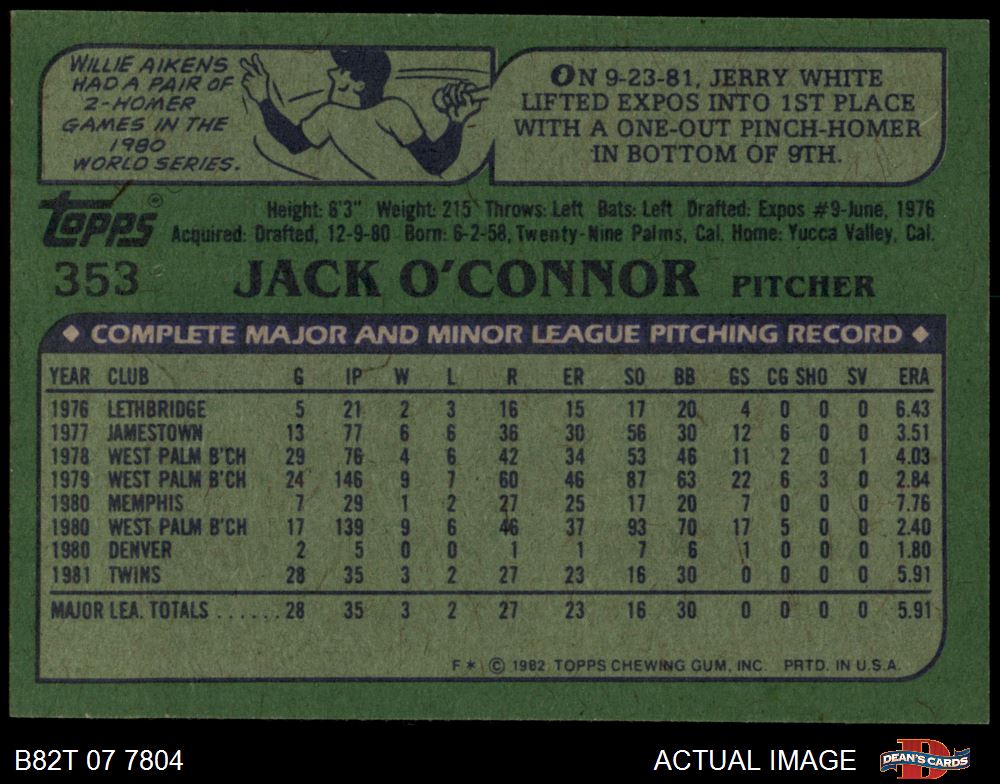 WILLIE AIKENS
HAD A PAIR OF
2-HOMER
GAMES IN THE
1980
WORLD SERIES.
ON 9-23-81, JERRY WHITE
LIFTED EXPOS INTO 1ST PLACE
WITH A ONE-OUT PINCH-HOMER
IN BOTTOM OF 9TH.
topps®
Height: 6'3" Weight: 215 Throws: Left Bats: Left Drafted: Expos #9-June, 1976
Acquired: Drafted, 12-9-80 Born: 6-2-58, Twenty-Nine Palms, Cal. Home: Yucca Valley, Cal.
353 JACK O'CONNOR PITCHER
◆ COMPLETE MAJOR AND MINOR LEAGUE PITCHING RECORD ◆
YEAR CLUB G IP W L R ER SO BB GS CG SHO SV ERA
1976 LETHBRIDGE 5 21 2 3 16 15 17 20 4 0 0 0 6.43
1977 JAMESTOWN 13 77 6 6 36 30 56 30 12 6 0 0 3.51
1978 WEST PALM B'CH 29 76 4 6 42 34 53 46 11 2 0 1 4.03
1979 WEST PALM B'CH 24 146 9 7 60 46 87 63 22 6 3 0 2.84
1980 MEMPHIS 7 29 1 2 27 25 17 20 7 0 0 0 7.76
1980 WEST PALM B'CH 17 139 9 6 46 37 93 70 17 5 0 0 2.40
1980 DENVER 2 5 0 0 1 1 7 6 1 0 0 0 1.80
1981 TWINS 28 35 3 2 27 23 16 30 0 0 0 0 5.91
MAJOR LEA. TOTALS ...... 28 35 3 2 27 23 16 30 0 0 0 0 5.91
F* © 1982 TOPPS CHEWING GUM, INC. PRTD. IN U.S.A.
B82T 07 7804 ACTUAL IMAGE DEAN'S CARDS